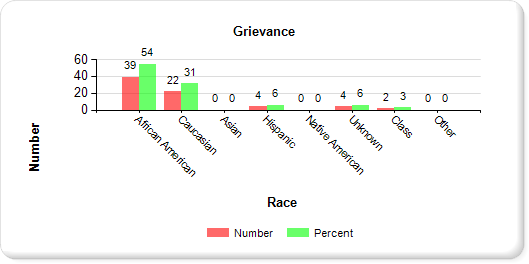 Grievance
Number
60
40
20
0
39 54
22 31
0 0
4 6
0 0
4 6
2 3
0 0
African American
Caucasian
Asian
Hispanic
Native American
Unknown
Class
Other
Race
Number Percent